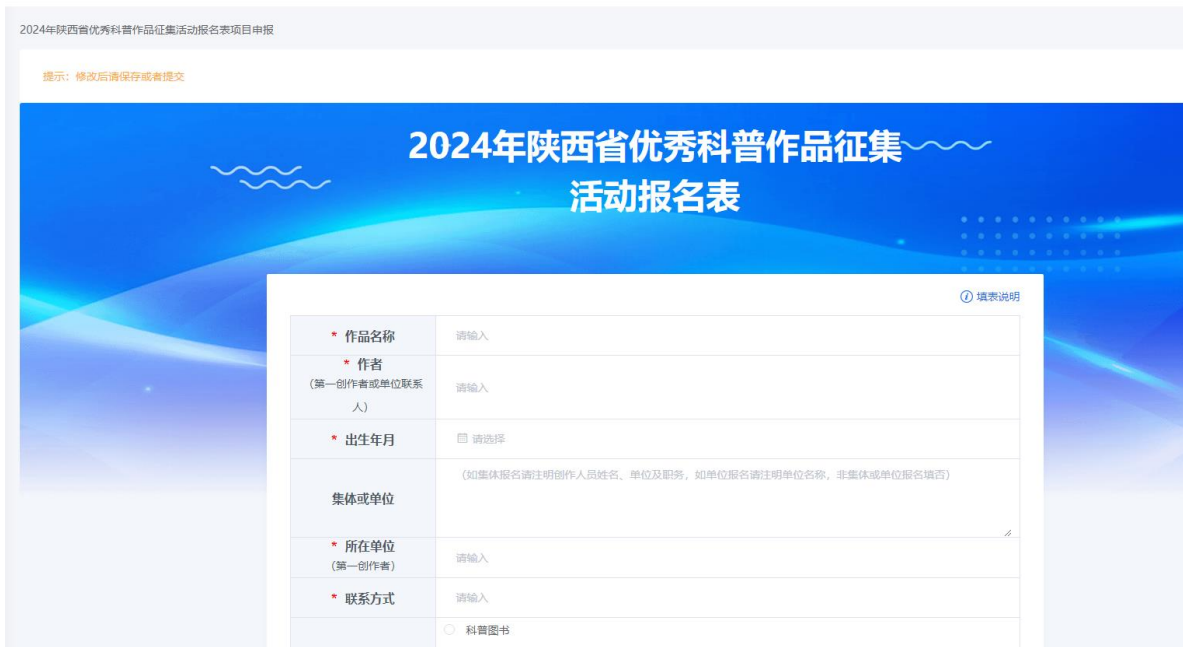 2024年陕西省优秀科普作品征集活动报名表项目申报
提示：修改后请保存或者提交
2024年陕西省优秀科普作品征集
活动报名表
填表说明
* 作品名称
请输入
* 作者
（第一创作者或单位联系
人）
请输入
* 出生年月
请选择
集体或单位
（如集体报名请注明创作人员姓名、单位及职务，如单位报名请注明单位名称，非集体或单位报名填否）
* 所在单位
（第一创作者）
请输入
* 联系方式
请输入
科普图书